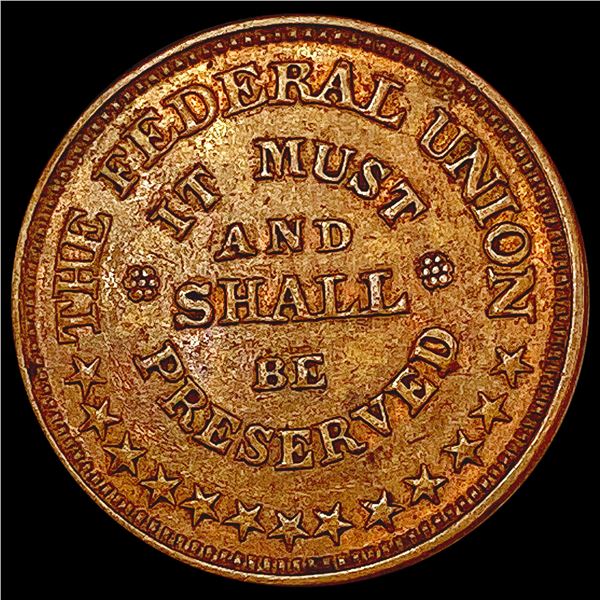 THE FEDERAL UNION
IT MUST
AND
SHALL
BE
PRESERVED